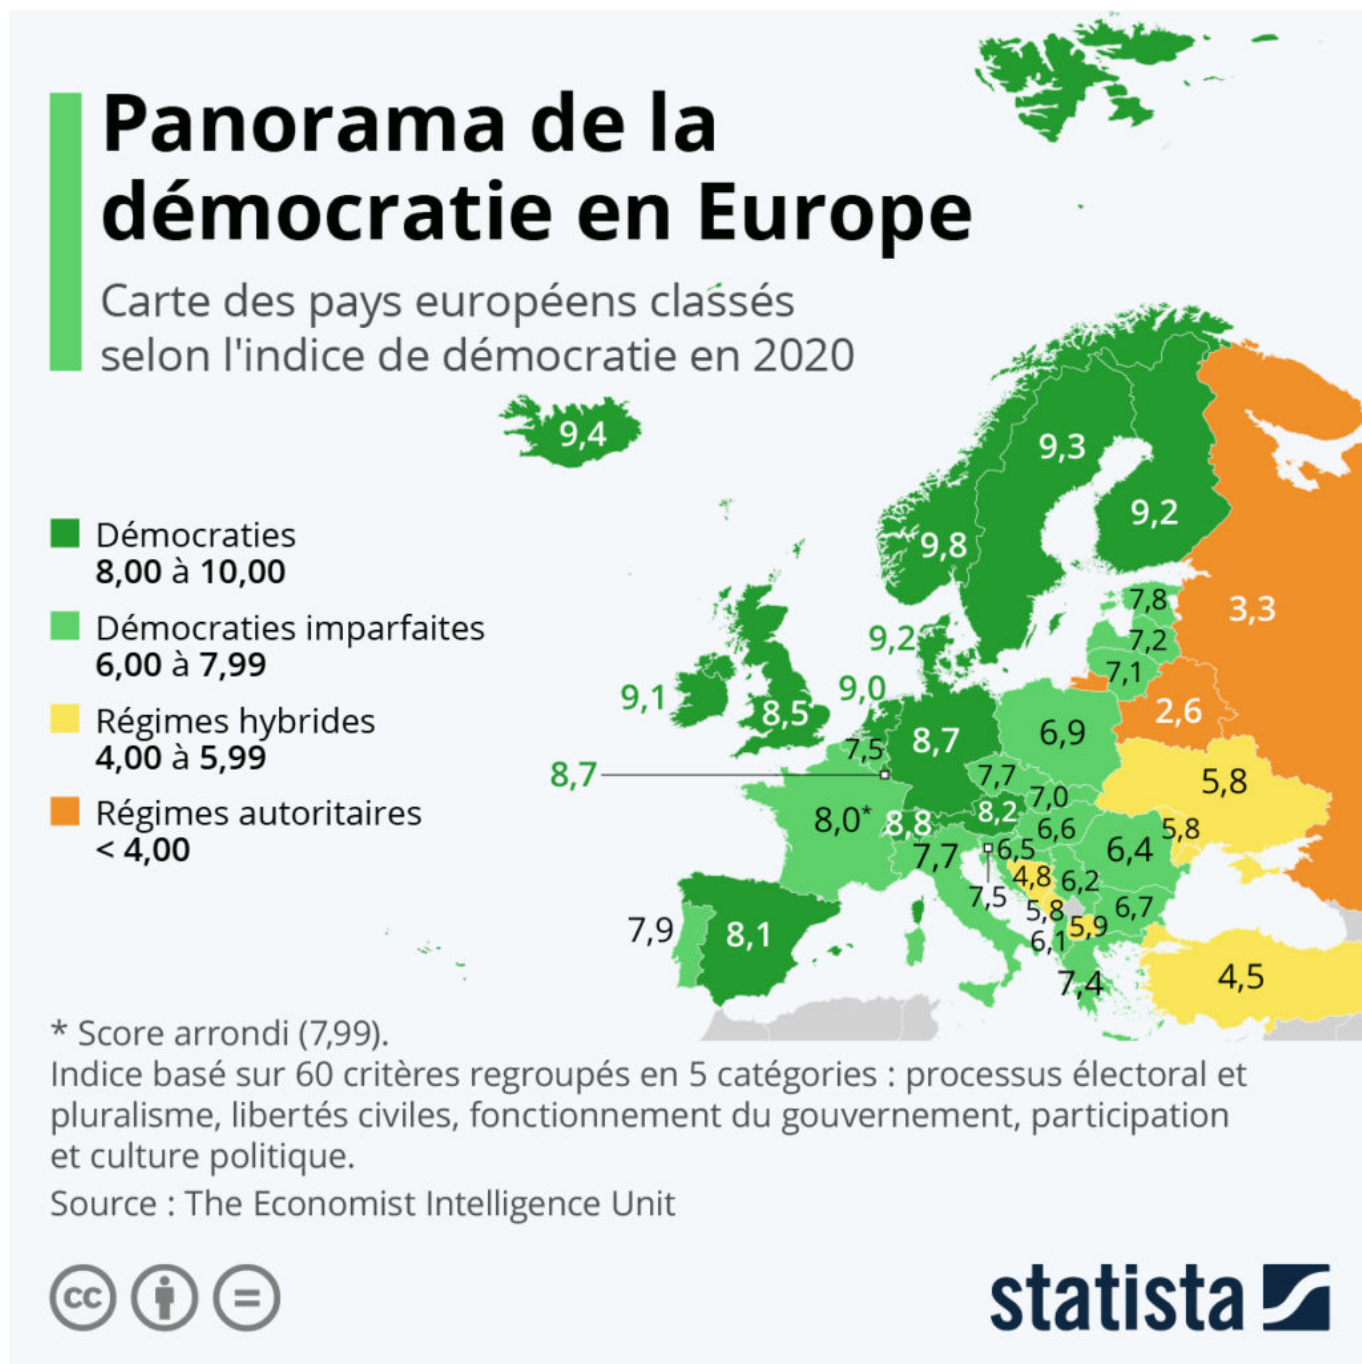 Panorama de la
démocratie en Europe
Carte des pays européens classés
selon l'indice de démocratie en 2020
9,4
9,3
9,2
9,8
Démocraties
8,00 à 10,00
Démocraties imparfaites
6,00 à 7,99
Régimes hybrides
4,00 à 5,99
Régimes autoritaires
< 4,00
7,8
3,3
9,2
7,2
7,1
9,1
9,0
8,5
2,6
6,9
8,7
7,5
8,7
7,7
5,8
7,0
8,2
8,0*
8,8
6,6
5,8
6,5
6,4
7,7
4,8
6,2
7,5
5,8
6,7
7,9
8,1
5,9
6,1
7,4
4,5
* Score arrondi (7,99).
Indice basé sur 60 critères regroupés en 5 catégories : processus électoral et
pluralisme, libertés civiles, fonctionnement du gouvernement, participation
et culture politique.
Source : The Economist Intelligence Unit
cc
statista